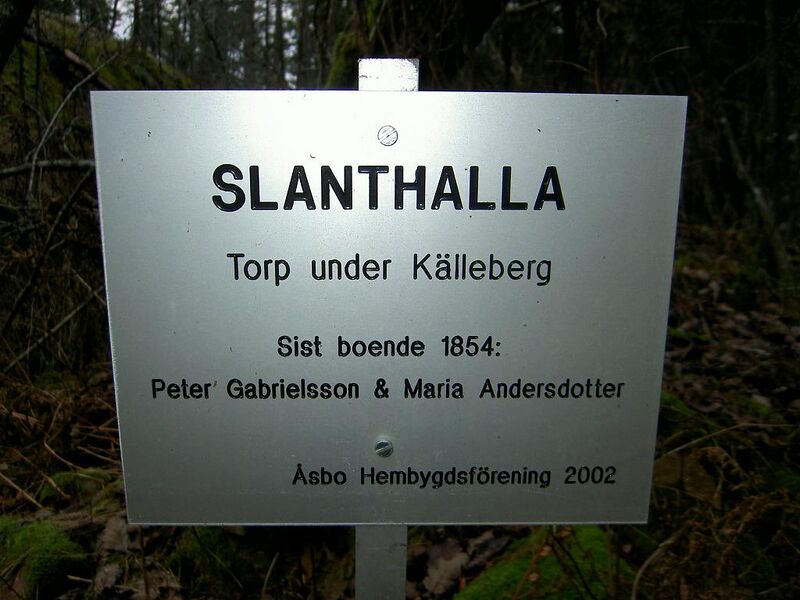 SLANTHALLA
Torp under Källeberg
Sist boende 1854:
Peter Gabrielsson & Maria Andersdotter
Åsbo Hembygdsförening 2002